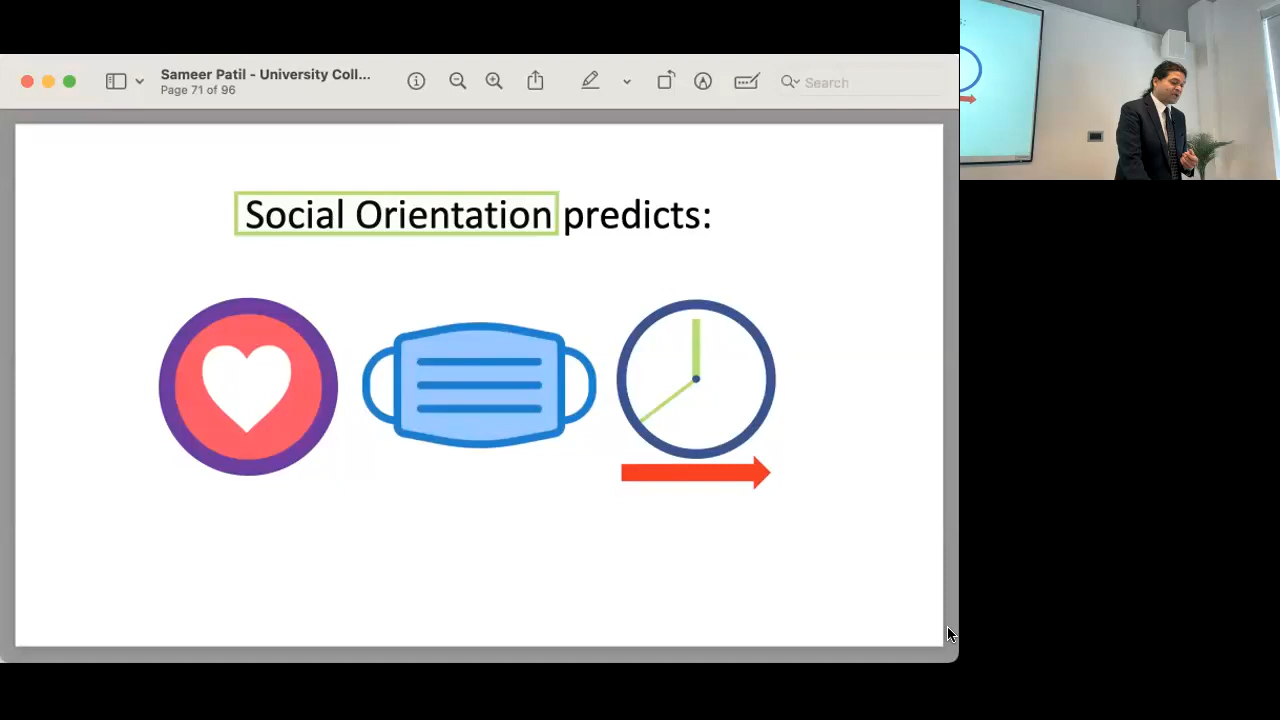 Sameer Patil - University Coll...
Page 71 of 96
Search
Social Orientation predicts: